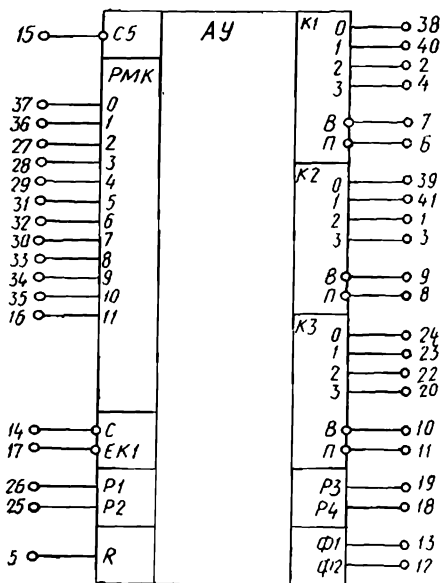 АУ
15 С5
РМК
37 0
36 1
27 2
28 3
29 4
31 5
32 6
30 7
33 8
34 9
35 10
16 11
14 С
17 ЕК1
26 Р1
25 Р2
5 R
К1
0 38
1 40
2 2
3 4
В 7
П 6
К2
0 39
1 41
2 1
3 3
В 9
П 8
К3
0 24
1 23
2 22
3 20
В 10
П 11
Р3 19
Р4 18
Ф1 13
Ф12 12